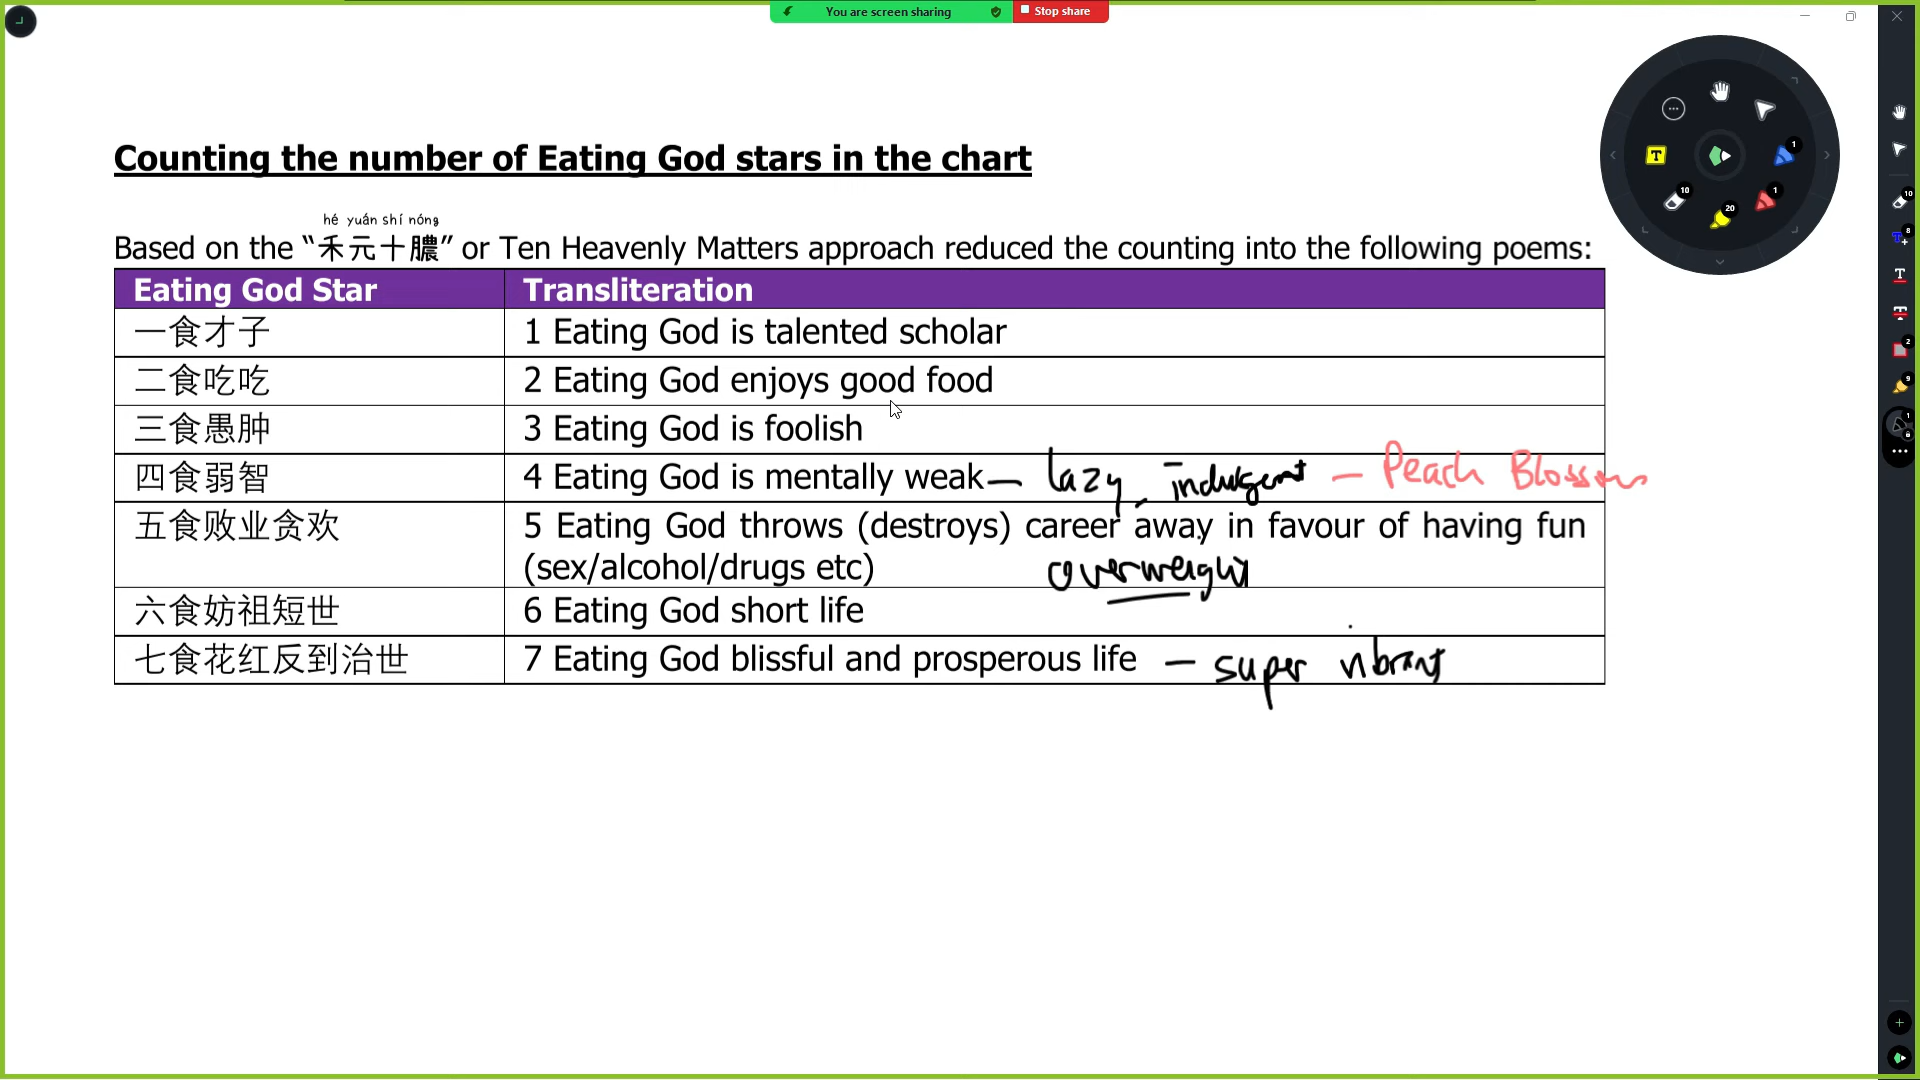 You are screen sharing
Stop share
Counting the number of Eating God stars in the chart
hé yuán shí nóng
Based on the “禾元十膿” or Ten Heavenly Matters approach reduced the counting into the following poems:
Eating God Star Transliteration
一食才子 1 Eating God is talented scholar
二食吃吃 2 Eating God enjoys good food
三食愚肿 3 Eating God is foolish
四食弱智 4 Eating God is mentally weak — lazy, indulgent — Peach Blossom
五食败业贪欢 5 Eating God throws (destroys) career away in favour of having fun
(sex/alcohol/drugs etc) overweight
六食妨祖短世 6 Eating God short life
七食花红反到治世 7 Eating God blissful and prosperous life — super vibrant